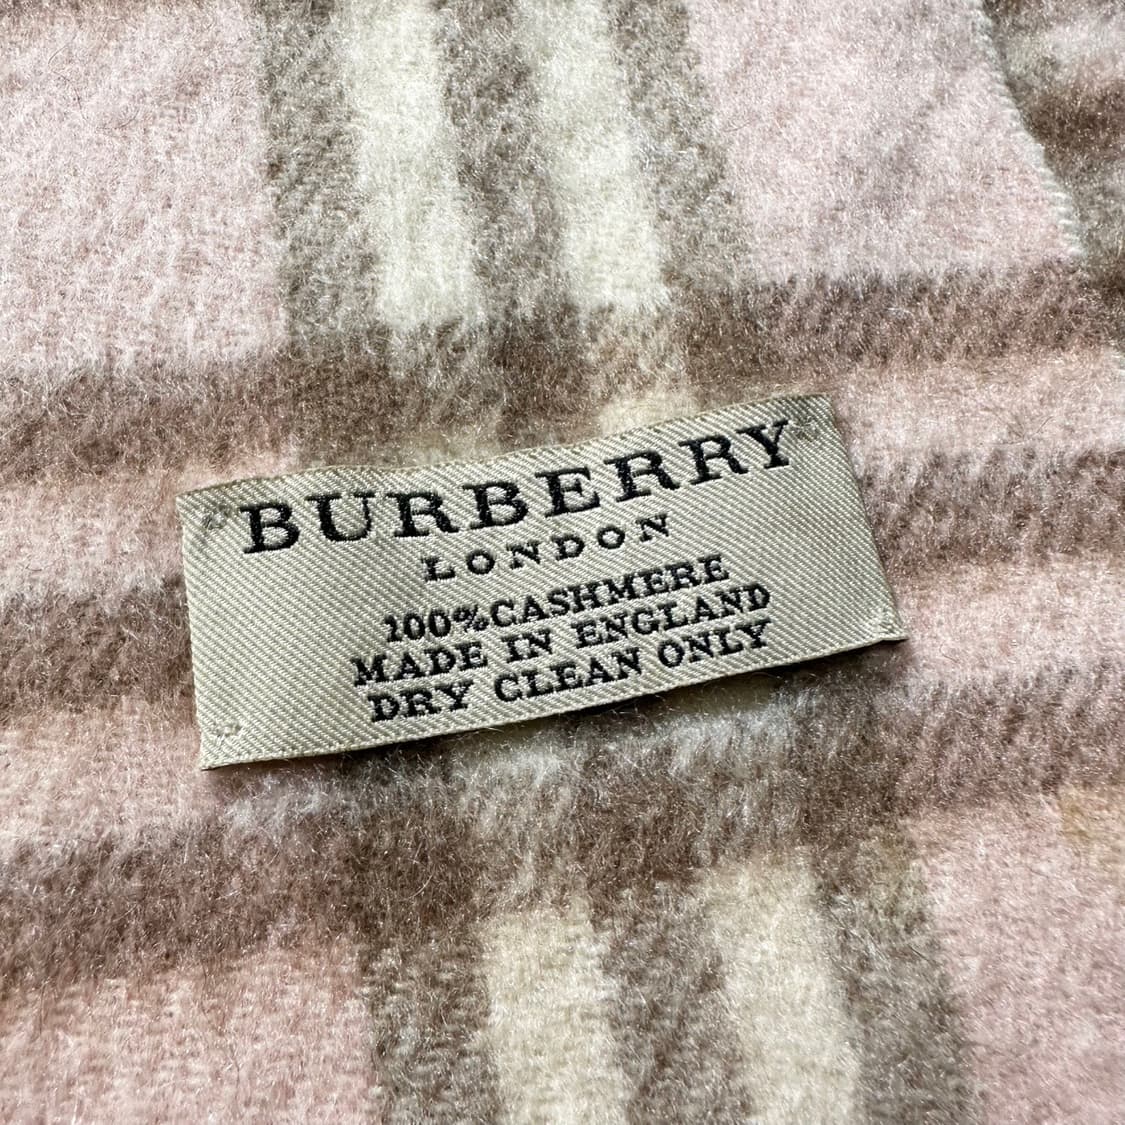 BURBERRY
LONDON
100%CASHMERE
MADE IN ENGLAND
DRY CLEAN ONLY